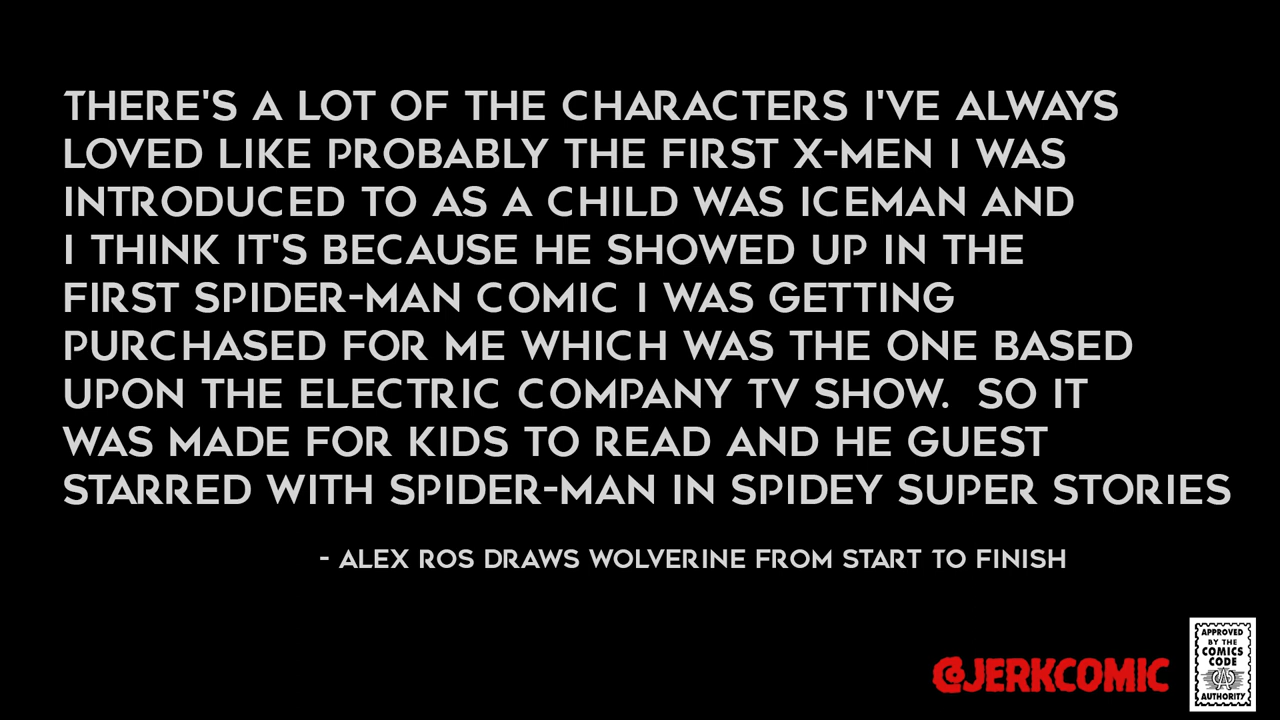 THERE'S A LOT OF THE CHARACTERS I'VE ALWAYS
LOVED LIKE PROBABLY THE FIRST X-MEN I WAS
INTRODUCED TO AS A CHILD WAS ICEMAN AND
I THINK IT'S BECAUSE HE SHOWED UP IN THE
FIRST SPIDER-MAN COMIC I WAS GETTING
PURCHASED FOR ME WHICH WAS THE ONE BASED
UPON THE ELECTRIC COMPANY TV SHOW. SO IT
WAS MADE FOR KIDS TO READ AND HE GUEST
STARRED WITH SPIDER-MAN IN SPIDEY SUPER STORIES
- ALEX ROS DRAWS WOLVERINE FROM START TO FINISH
@JERKCOMIC
APPROVED
BY THE
COMICS
CODE
CA
AUTHORITY